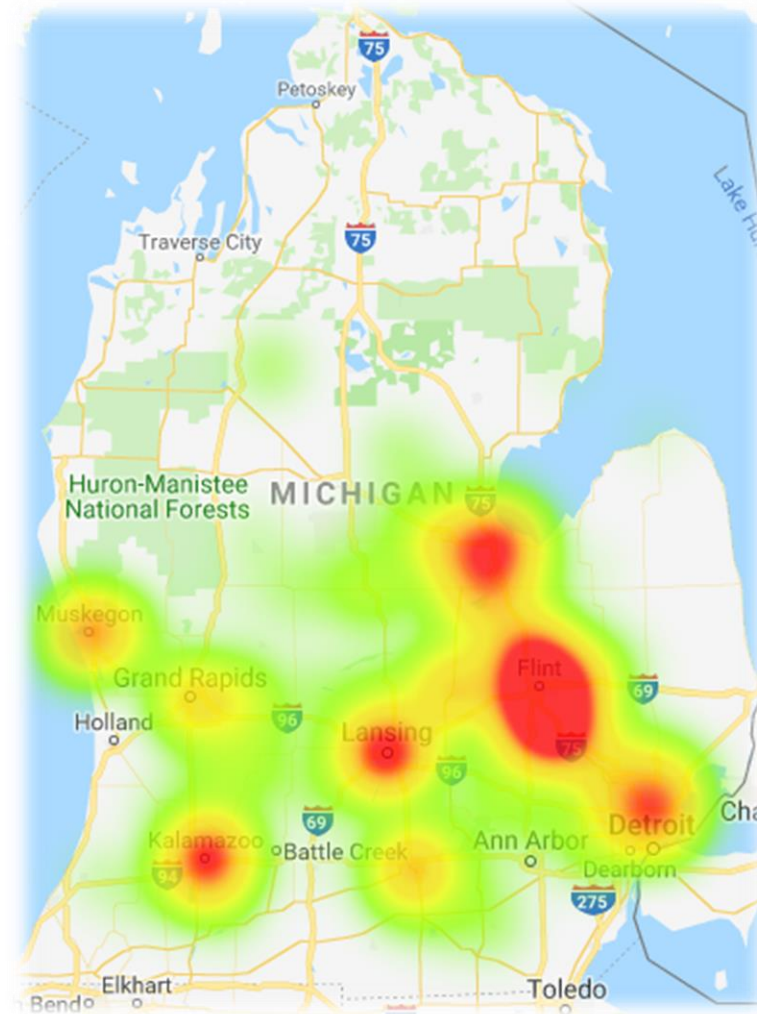 75
Petoskey
Lake Hu
Traverse City
75
Huron-Manistee
National Forests
MICHIGAN
75
Muskegon
Flint
Grand Rapids
69
96
Holland
Lansing
75
96
69
Cha
Detroit
Kalamazoo
Battle Creek
Ann Arbor
94
Dearborn
275
Elkhart
Toledo
Bend